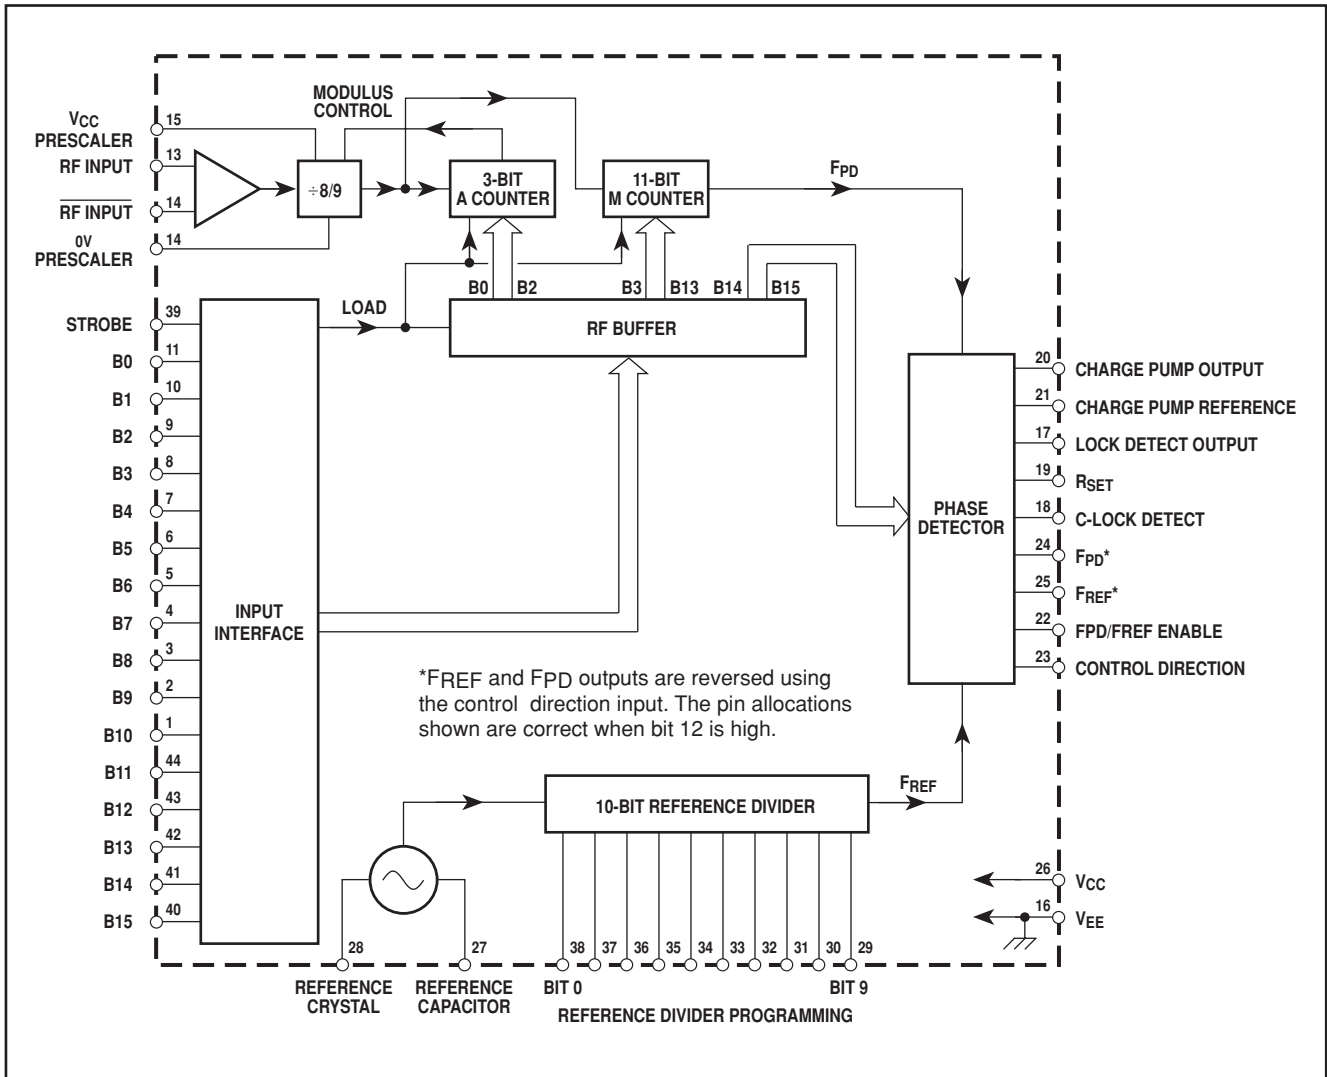 MODULUS
CONTROL
VCC
PRESCALER
15
RF INPUT
13
RF INPUT
14
0V
PRESCALER
14
÷8/9
3-BIT
A COUNTER
11-BIT
M COUNTER
FPD
B0
B2
B3
B13
B14
B15
LOAD
RF BUFFER
STROBE
39
B0
11
B1
10
B2
9
B3
8
B4
7
B5
6
B6
5
B7
4
B8
3
B9
2
B10
1
B11
44
B12
43
B13
42
B14
41
B15
40
INPUT
INTERFACE
PHASE
DETECTOR
20
CHARGE PUMP OUTPUT
21
CHARGE PUMP REFERENCE
17
LOCK DETECT OUTPUT
19
RSET
18
C-LOCK DETECT
24
FPD*
25
FREF*
22
FPD/FREF ENABLE
23
CONTROL DIRECTION
*FREF and FPD outputs are reversed using
the control direction input. The pin allocations
shown are correct when bit 12 is high.
10-BIT REFERENCE DIVIDER
FREF
26
VCC
16
VEE
28
27
38
37
36
35
34
33
32
31
30
29
REFERENCE
CRYSTAL
REFERENCE
CAPACITOR
BIT 0
BIT 9
REFERENCE DIVIDER PROGRAMMING